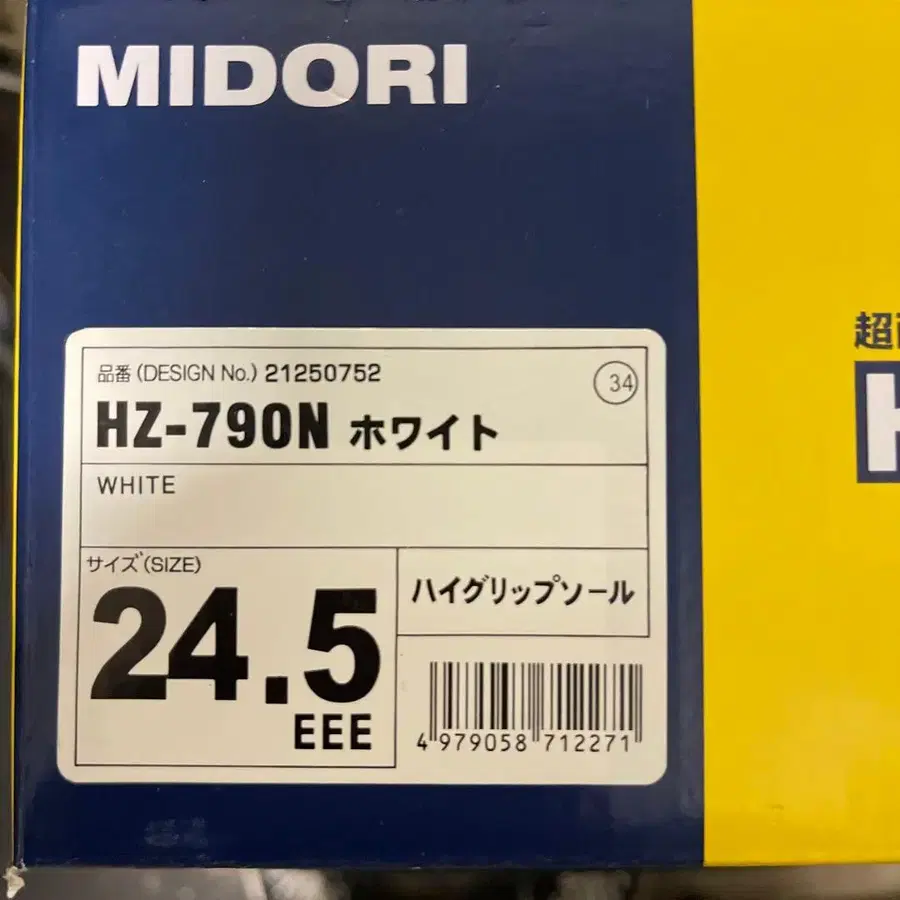 MIDORI
品番(DESIGN No.) 21250752
34
HZ-790N ホワイト
WHITE
サイズ(SIZE)
24.5
EEE
ハイグリップソール
4 979058 712271
超
H